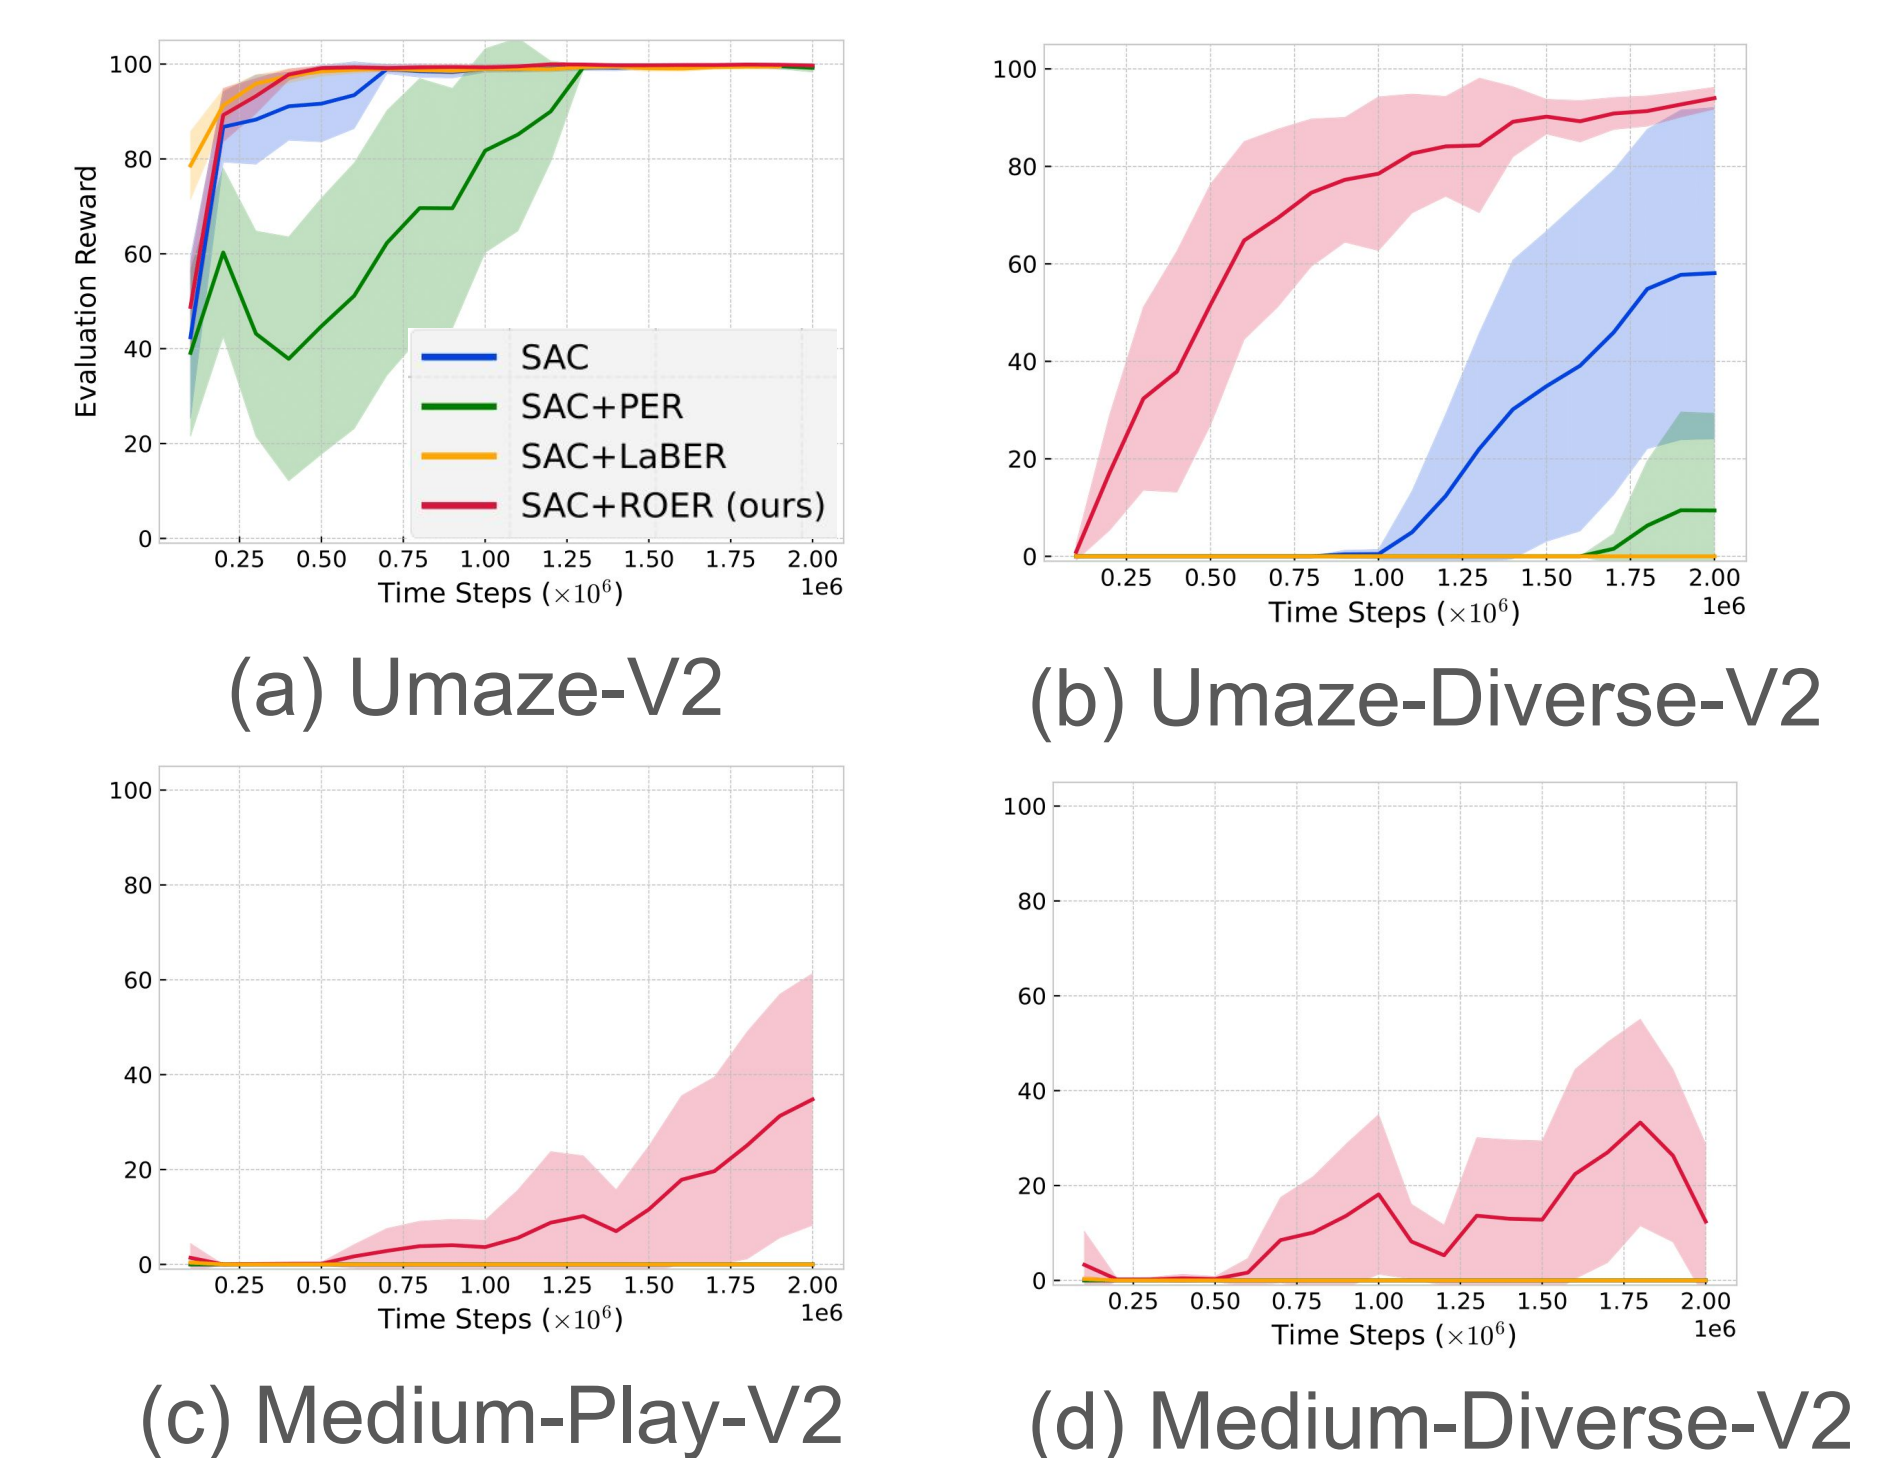 100
80
60
40
20
0
Evaluation Reward
SAC
SAC+PER
SAC+LaBER
SAC+ROER (ours)
0.25 0.50 0.75 1.00 1.25 1.50 1.75 2.00
Time Steps (×10⁶)
1e6
(a) Umaze-V2
100
80
60
40
20
0
0.25 0.50 0.75 1.00 1.25 1.50 1.75 2.00
Time Steps (×10⁶)
1e6
(b) Umaze-Diverse-V2
100
80
60
40
20
0
0.25 0.50 0.75 1.00 1.25 1.50 1.75 2.00
Time Steps (×10⁶)
1e6
(c) Medium-Play-V2
100
80
60
40
20
0
0.25 0.50 0.75 1.00 1.25 1.50 1.75 2.00
Time Steps (×10⁶)
1e6
(d) Medium-Diverse-V2